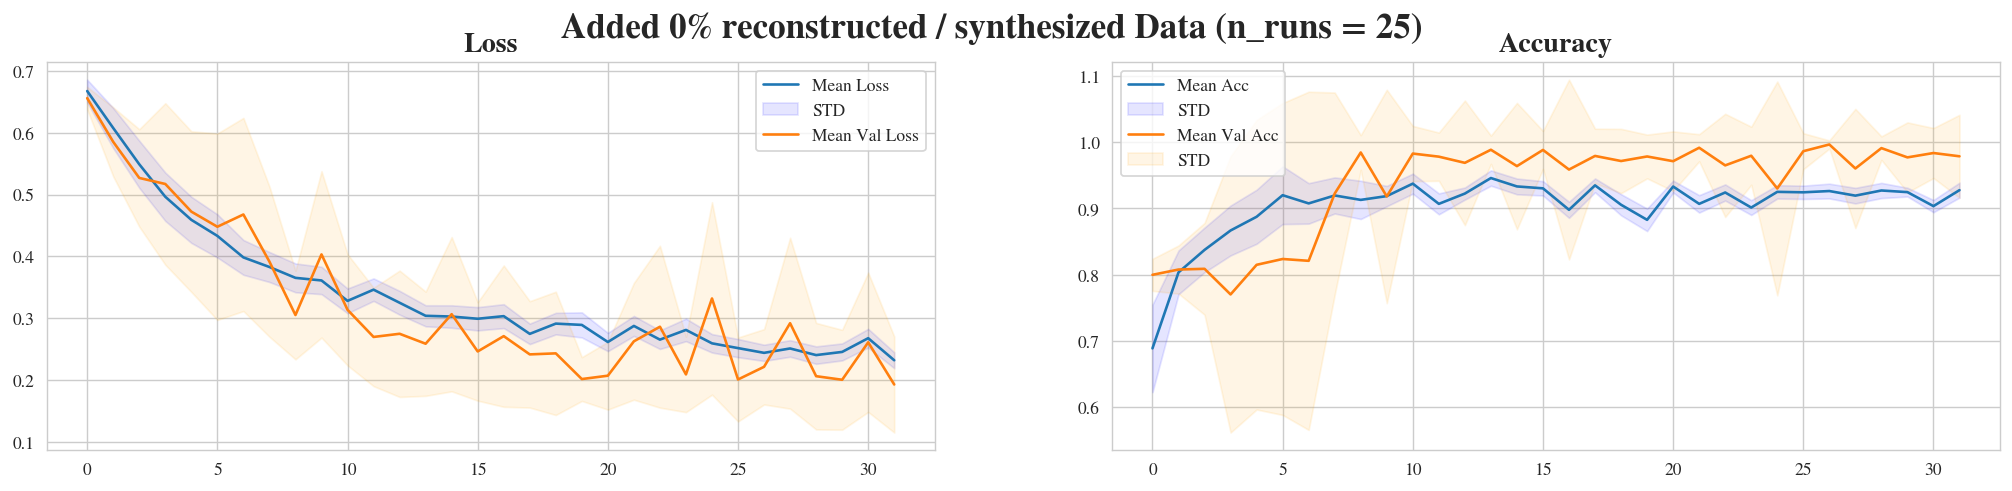 Added 0% reconstructed / synthesized Data (n_runs = 25)
Loss
0.7
0.6
0.5
0.4
0.3
0.2
0.1
0 5 10 15 20 25 30
Mean Loss
STD
Mean Val Loss
Accuracy
1.1
1.0
0.9
0.8
0.7
0.6
0 5 10 15 20 25 30
Mean Acc
STD
Mean Val Acc
STD